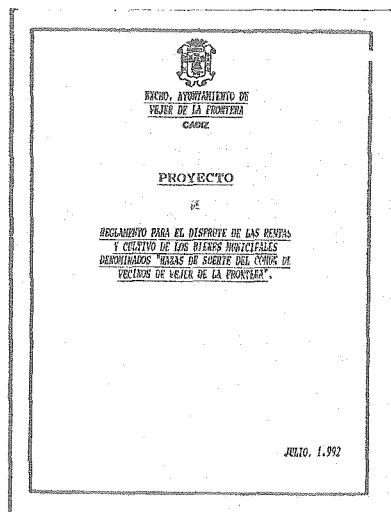 EXCMO. AYUNTAMIENTO DE
VEJER DE LA FRONTERA
CADIZ
PROYECTO
DE
REGLAMENTO PARA EL DISFRUTE DE LAS RENTAS
Y CULTIVO DE LOS BIENES MUNICIPALES
DENOMINADOS "HAZAS DE SUERTE DEL COMUN DE
VECINOS DE VEJER DE LA FRONTERA".
JULIO, 1.992